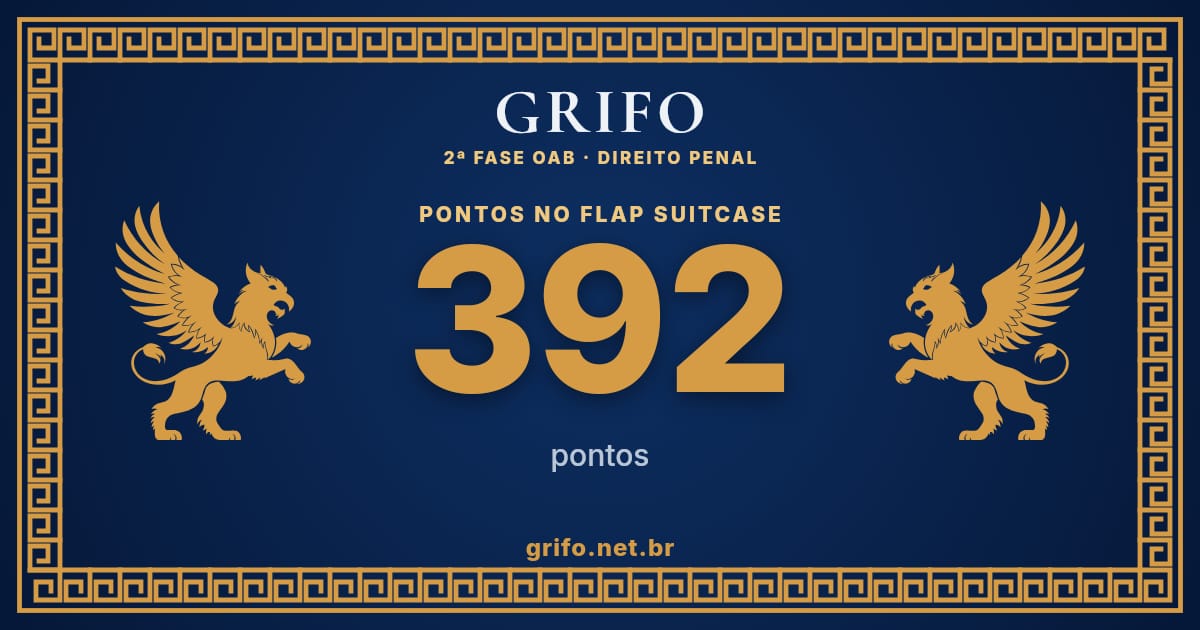 GRIFO
2ª FASE OAB · DIREITO PENAL
PONTOS NO FLAP SUITCASE
392
pontos
grifo.net.br